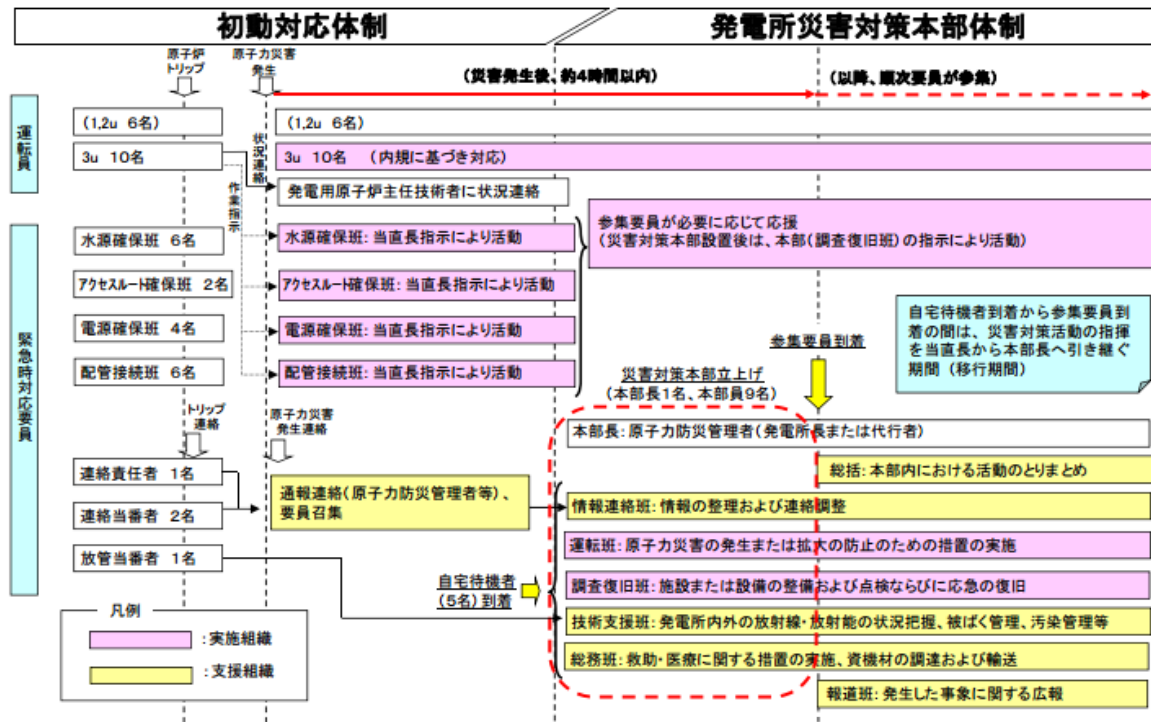 初動対応体制
発電所災害対策本部体制
原子炉
トリップ
原子力災害
発生
(災害発生後、約4時間以内)
(以降、順次要員が参集)
運転員
(1,2u 6名)
(1,2u 6名)
3u 10名
状況連絡
3u 10名 (内規に基づき対応)
作業指示
発電用原子炉主任技術者に状況連絡
緊急時対応要員
水源確保班 6名
水源確保班:当直長指示により活動
参集要員が必要に応じて応援
(災害対策本部設置後は、本部(調査復旧班)の指示により活動)
アクセスルート確保班 2名
アクセスルート確保班:当直長指示により活動
電源確保班 4名
電源確保班:当直長指示により活動
配管接続班 6名
配管接続班:当直長指示により活動
自宅待機者到着から参集要員到
着の間は、災害対策活動の指揮
を当直長から本部長へ引き継ぐ
期間(移行期間)
参集要員到着
災害対策本部立上げ
(本部長1名、本部員9名)
トリップ
連絡
原子力災害
発生連絡
本部長:原子力防災管理者(発電所長または代行者)
連絡責任者 1名
総括:本部内における活動のとりまとめ
通報連絡(原子力防災管理者等)、
要員召集
連絡当番者 2名
情報連絡班:情報の整理および連絡調整
放管当番者 1名
運転班:原子力災害の発生または拡大の防止のための措置の実施
自宅待機者
(5名)到着
調査復旧班:施設または設備の整備および点検ならびに応急の復旧
凡例
:実施組織
:支援組織
技術支援班:発電所内外の放射線・放射能の状況把握、被ばく管理、汚染管理等
総務班:救助・医療に関する措置の実施、資機材の調達および輸送
報道班:発生した事象に関する広報